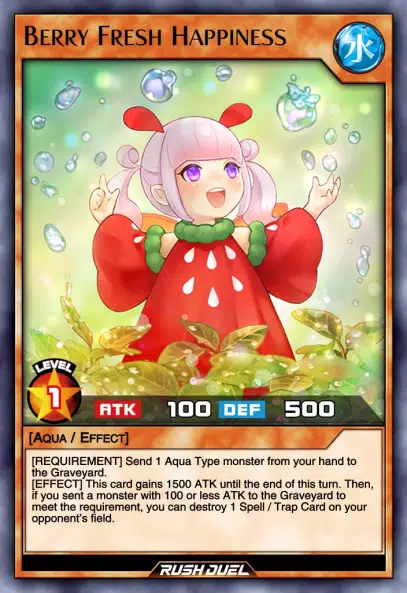 Berry Fresh Happiness
水
LEVEL
1
ATK 100 DEF 500
[Aqua / Effect]
[REQUIREMENT] Send 1 Aqua Type monster from your hand to
the Graveyard.
[EFFECT] This card gains 1500 ATK until the end of this turn. Then,
if you sent a monster with 100 or less ATK to the Graveyard to
meet the requirement, you can destroy 1 Spell / Trap Card on your
opponent's field.
RUSH DUEL